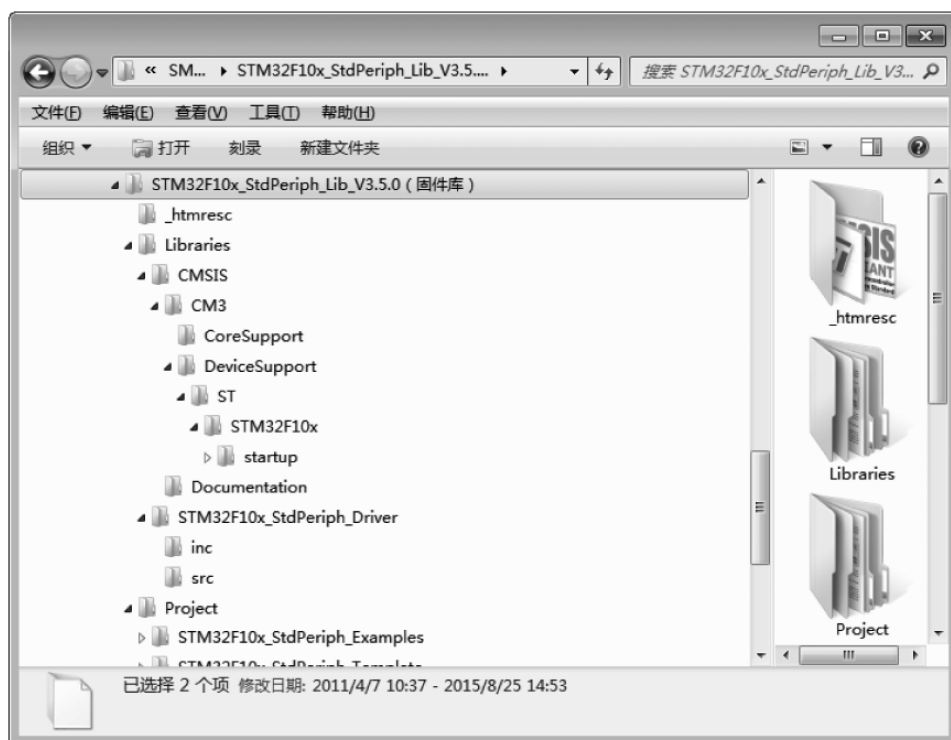 « SM... ▸ STM32F10x_StdPeriph_Lib_V3.5.... ▸
搜索 STM32F10x_StdPeriph_Lib_V3...
文件(F) 编辑(E) 查看(V) 工具(T) 帮助(H)
组织 打开 刻录 新建文件夹
STM32F10x_StdPeriph_Lib_V3.5.0 ( 固件库 )
_htmresc
Libraries
CMSIS
CM3
CoreSupport
DeviceSupport
ST
STM32F10x
startup
Documentation
STM32F10x_StdPeriph_Driver
inc
src
Project
STM32F10x_StdPeriph_Examples
STM32F10x_StdPeriph_Template
_htmresc
Libraries
Project
已选择 2 个项 修改日期: 2011/4/7 10:37 - 2015/8/25 14:53